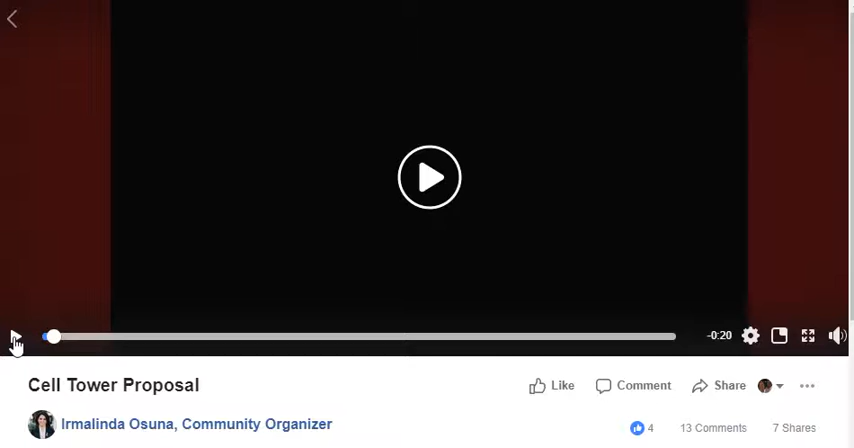 -0:20
Cell Tower Proposal
Like Comment Share
Irmalinda Osuna, Community Organizer
4 13 Comments 7 Shares